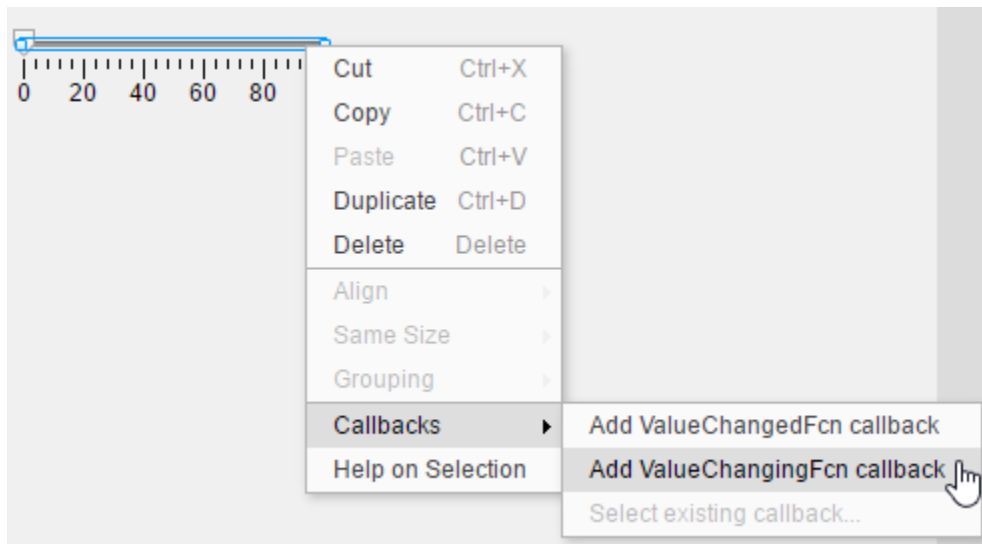 0 20 40 60 80
Cut Ctrl+X
Copy Ctrl+C
Paste Ctrl+V
Duplicate Ctrl+D
Delete Delete
Align
Same Size
Grouping
Callbacks
Help on Selection
Add ValueChangedFcn callback
Add ValueChangingFcn callback
Select existing callback...